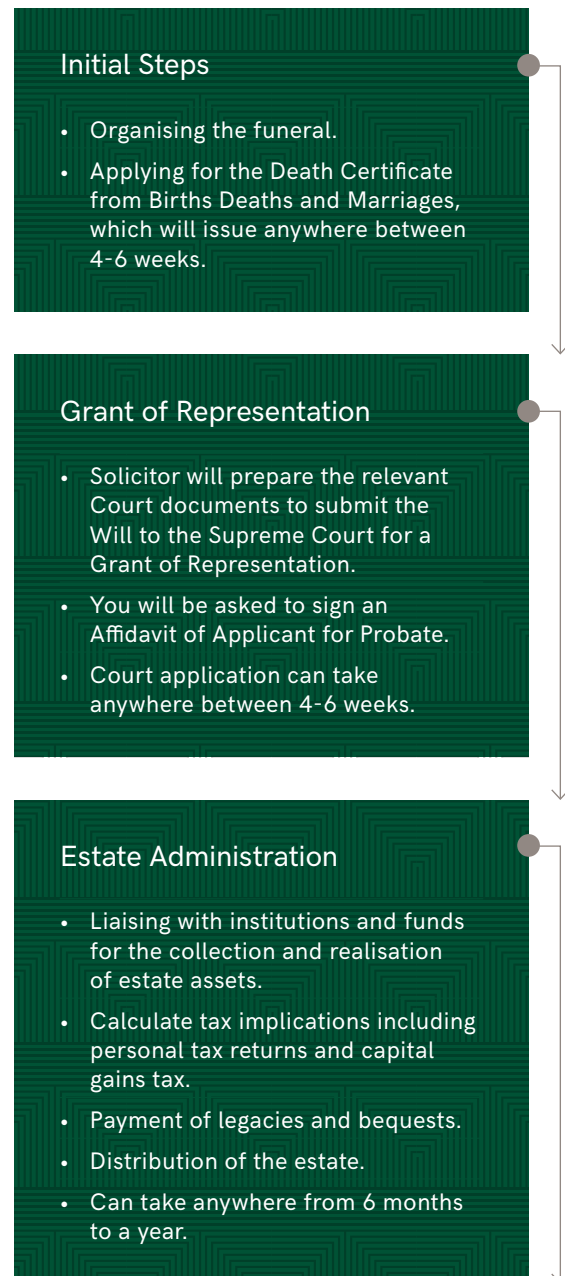 Initial Steps
• Organising the funeral.
• Applying for the Death Certificate
from Births Deaths and Marriages,
which will issue anywhere between
4-6 weeks.
Grant of Representation
• Solicitor will prepare the relevant
Court documents to submit the
Will to the Supreme Court for a
Grant of Representation.
• You will be asked to sign an
Affidavit of Applicant for Probate.
• Court application can take
anywhere between 4-6 weeks.
Estate Administration
• Liaising with institutions and funds
for the collection and realisation
of estate assets.
• Calculate tax implications including
personal tax returns and capital
gains tax.
• Payment of legacies and bequests.
• Distribution of the estate.
• Can take anywhere from 6 months
to a year.